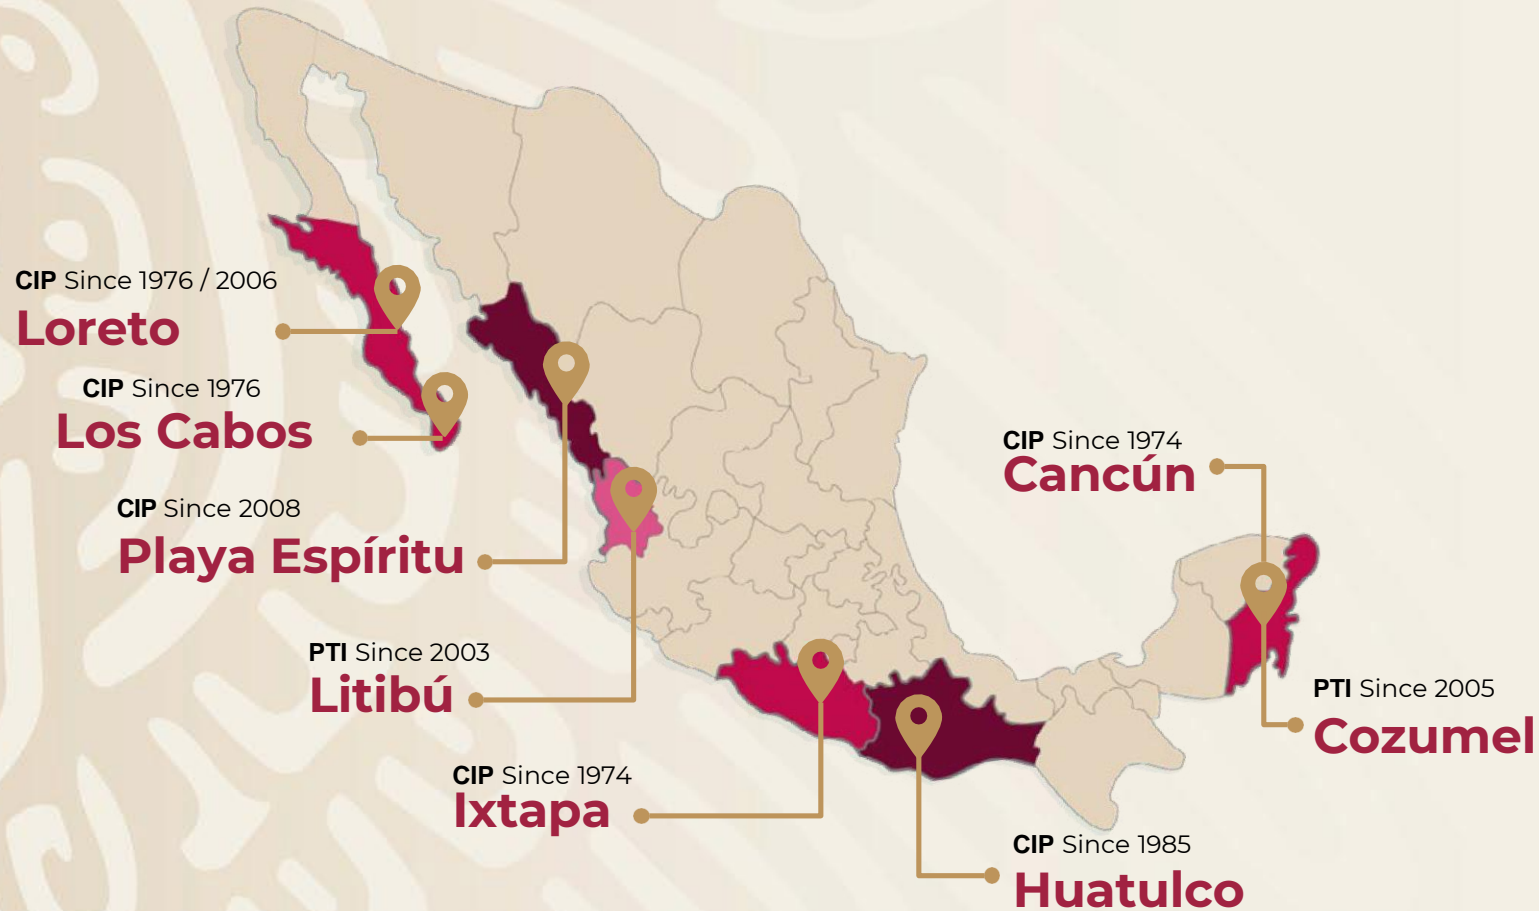 CIP Since 1976 / 2006
Loreto
CIP Since 1976
Los Cabos
CIP Since 2008
Playa Espíritu
PTI Since 2003
Litibú
CIP Since 1974
Ixtapa
CIP Since 1974
Cancún
PTI Since 2005
Cozumel
CIP Since 1985
Huatulco